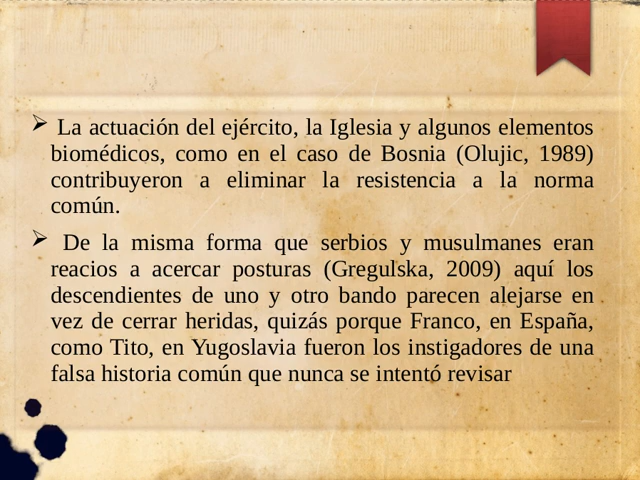 ➢ La actuación del ejército, la Iglesia y algunos elementos
biomédicos, como en el caso de Bosnia (Olujic, 1989)
contribuyeron a eliminar la resistencia a la norma
común.
➢ De la misma forma que serbios y musulmanes eran
reacios a acercar posturas (Gregulska, 2009) aquí los
descendientes de uno y otro bando parecen alejarse en
vez de cerrar heridas, quizás porque Franco, en España,
como Tito, en Yugoslavia fueron los instigadores de una
falsa historia común que nunca se intentó revisar